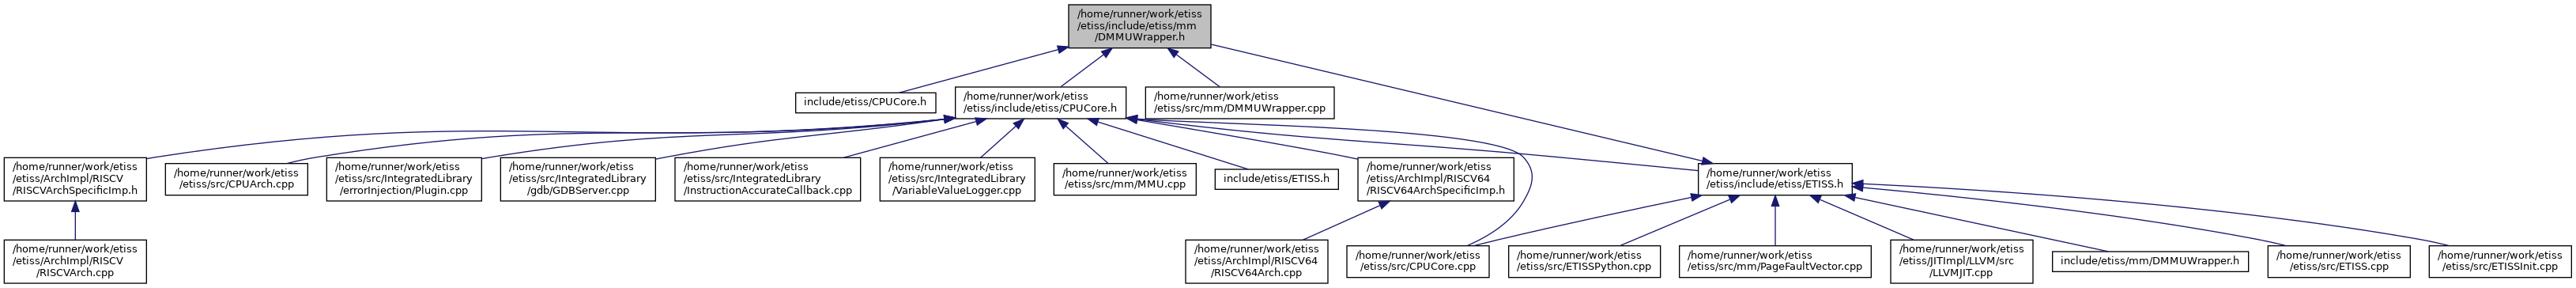 /home/runner/work/etiss
/etiss/include/etiss/mm
/DMMUWrapper.h
include/etiss/CPUCore.h
/home/runner/work/etiss
/etiss/include/etiss/CPUCore.h
/home/runner/work/etiss
/etiss/src/mm/DMMUWrapper.cpp
/home/runner/work/etiss
/etiss/ArchImpl/RISCV
/RISCVArchSpecificImp.h
/home/runner/work/etiss
/etiss/src/CPUArch.cpp
/home/runner/work/etiss
/etiss/src/IntegratedLibrary
/errorInjection/Plugin.cpp
/home/runner/work/etiss
/etiss/src/IntegratedLibrary
/gdb/GDBServer.cpp
/home/runner/work/etiss
/etiss/src/IntegratedLibrary
/InstructionAccurateCallback.cpp
/home/runner/work/etiss
/etiss/src/IntegratedLibrary
/VariableValueLogger.cpp
/home/runner/work/etiss
/etiss/src/mm/MMU.cpp
include/etiss/ETISS.h
/home/runner/work/etiss
/etiss/ArchImpl/RISCV64
/RISCV64ArchSpecificImp.h
/home/runner/work/etiss
/etiss/include/etiss/ETISS.h
/home/runner/work/etiss
/etiss/ArchImpl/RISCV
/RISCVArch.cpp
/home/runner/work/etiss
/etiss/ArchImpl/RISCV64
/RISCV64Arch.cpp
/home/runner/work/etiss
/etiss/src/CPUCore.cpp
/home/runner/work/etiss
/etiss/src/ETISSPython.cpp
/home/runner/work/etiss
/etiss/src/mm/PageFaultVector.cpp
/home/runner/work/etiss
/etiss/JITImpl/LLVM/src
/LLVMJIT.cpp
include/etiss/mm/DMMUWrapper.h
/home/runner/work/etiss
/etiss/src/ETISS.cpp
/home/runner/work/etiss
/etiss/src/ETISSInit.cpp